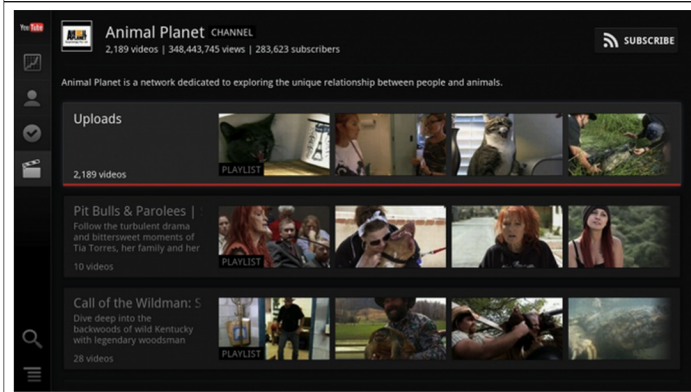 You Tube
Animal Planet CHANNEL
2,189 videos | 348,443,745 views | 283,623 subscribers
SUBSCRIBE
Animal Planet is a network dedicated to exploring the unique relationship between people and animals.
Uploads
2,189 videos
PLAYLIST
Pit Bulls & Parolees |
Follow the turbulent drama
and bittersweet moments of
Tia Torres, her family and her
10 videos
PLAYLIST
Call of the Wildman: S
Dive deep into the
backwoods of wild Kentucky
with legendary woodsman
28 videos
PLAYLIST